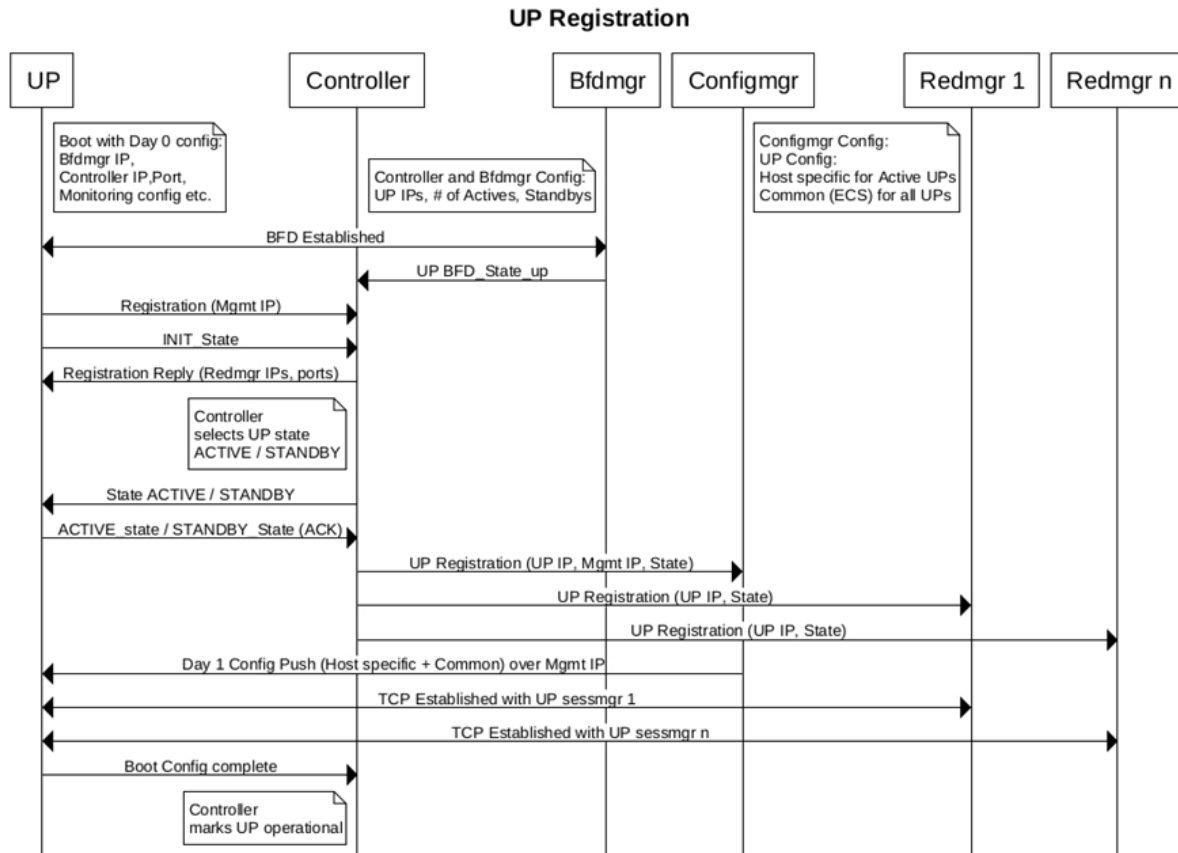 UP Registration
UP
Controller
Bfdmgr
Configmgr
Redmgr 1
Redmgr n
Boot with Day 0 config:
Bfdmgr IP,
Controller IP,Port,
Monitoring config etc.
Controller and Bfdmgr Config:
UP IPs, # of Actives, Standbys
Configmgr Config:
UP Config:
Host specific for Active UPs
Common (ECS) for all UPs
BFD Established
UP BFD_State_up
Registration (Mgmt IP)
INIT_State
Registration Reply (Redmgr IPs, ports)
Controller
selects UP state
ACTIVE / STANDBY
State ACTIVE / STANDBY
ACTIVE_state / STANDBY_State (ACK)
UP Registration (UP IP, Mgmt IP, State)
UP Registration (UP IP, State)
UP Registration (UP IP, State)
Day 1 Config Push (Host specific + Common) over Mgmt IP
TCP Established with UP sessmgr 1
TCP Established with UP sessmgr n
Boot Config complete
Controller
marks UP operational